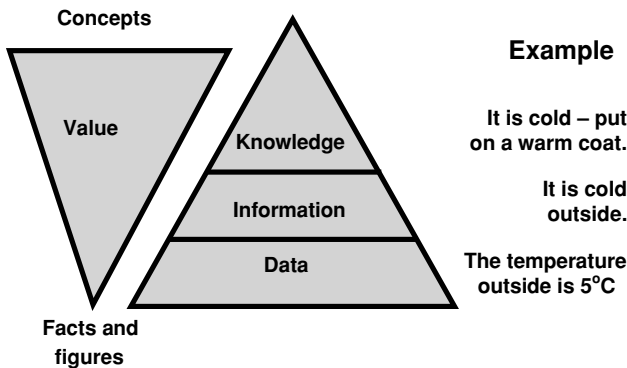 Concepts
Example
Value
It is cold – put
on a warm coat.
Knowledge
It is cold
outside.
Information
Data
The temperature
outside is 5°C
Facts and
figures